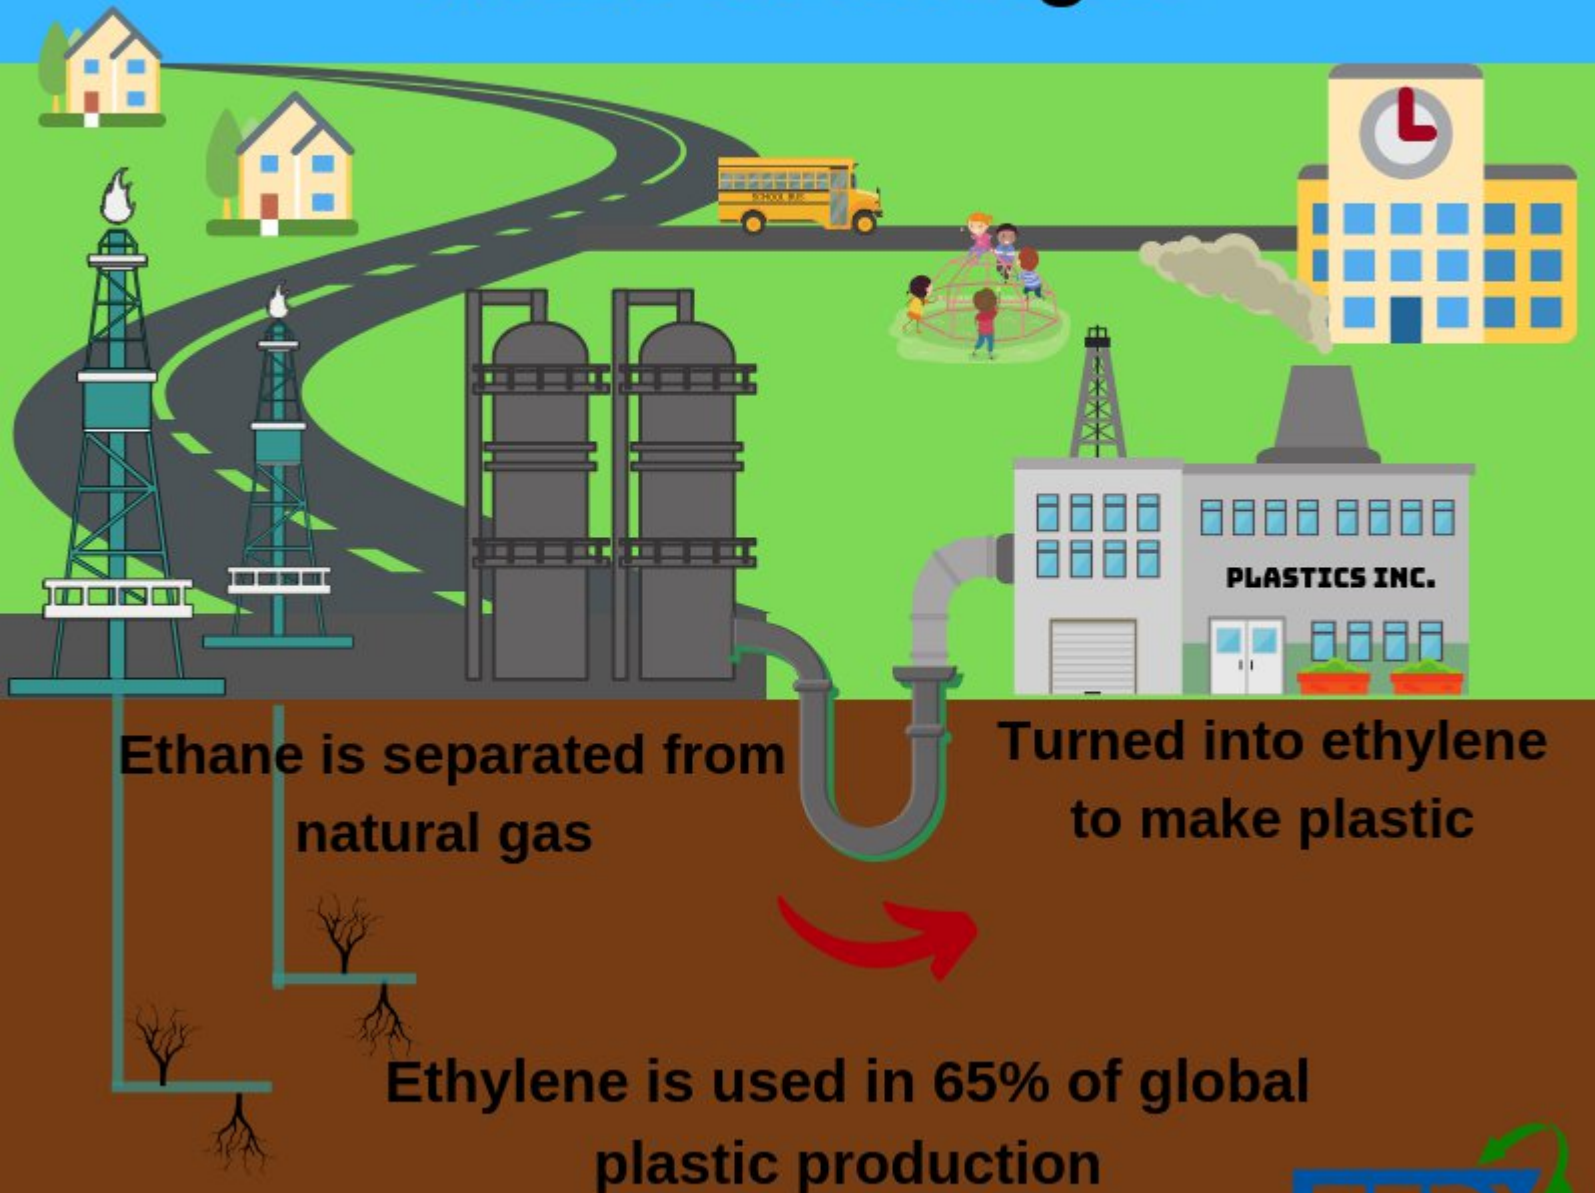 SCHOOL BUS
PLASTICS INC.
Ethane is separated from
natural gas
Turned into ethylene
to make plastic
Ethylene is used in 65% of global
plastic production